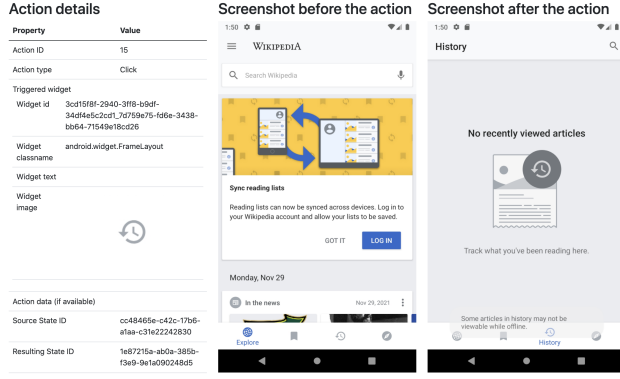 Action details
Property Value
Action ID 15
Action type Click
Triggered widget
Widget id 3cd15f8f-2940-3ff8-b9df-34df4e5c2cd1_7d759e75-fd6e-3438-bb64-71549e18cd26
Widget classname android.widget.FrameLayout
Widget text
Widget image
Action data (if available)
Source State ID cc48465e-c42c-17b6-a1aa-c31e22242830
Resulting State ID 1e87215a-ab0a-385b-f3e9-9e1a090248d5
Screenshot before the action
1:50
WIKIPEDIA
Search Wikipedia
Sync reading lists
Reading lists can now be synced across devices. Log in to
your Wikipedia account and allow your lists to be saved.
GOT IT LOG IN
Monday, Nov 29
In the news Nov 29, 2021
Explore
Screenshot after the action
1:50
History
No recently viewed articles
Track what you've been reading here.
Some articles in history may not be
viewable while offline.
History